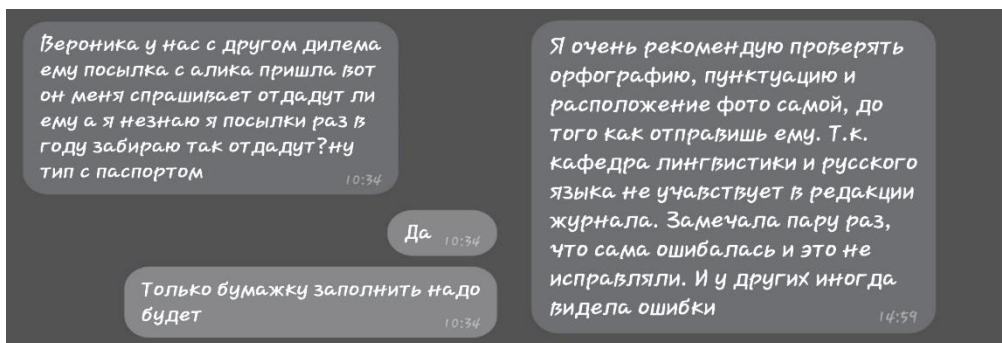 Вероника у нас с другом дилема
ему посылка с алика пришла вот
он меня спрашивает отдадут ли
ему а я незнаю я посылки раз в
году забираю так отдадут?ну
тип с паспортом
10:34
Да
10:34
Только бумажку заполнить надо
будет
10:34
Я очень рекомендую проверять
орфографию, пунктуацию и
расположение фото самой, до
того как отправишь ему. Т.к.
кафедра лингвистики и русского
языка не учавствует в редакции
журнала. Замечала пару раз,
что сама ошибалась и это не
исправляли. И у других иногда
видела ошибки
14:59